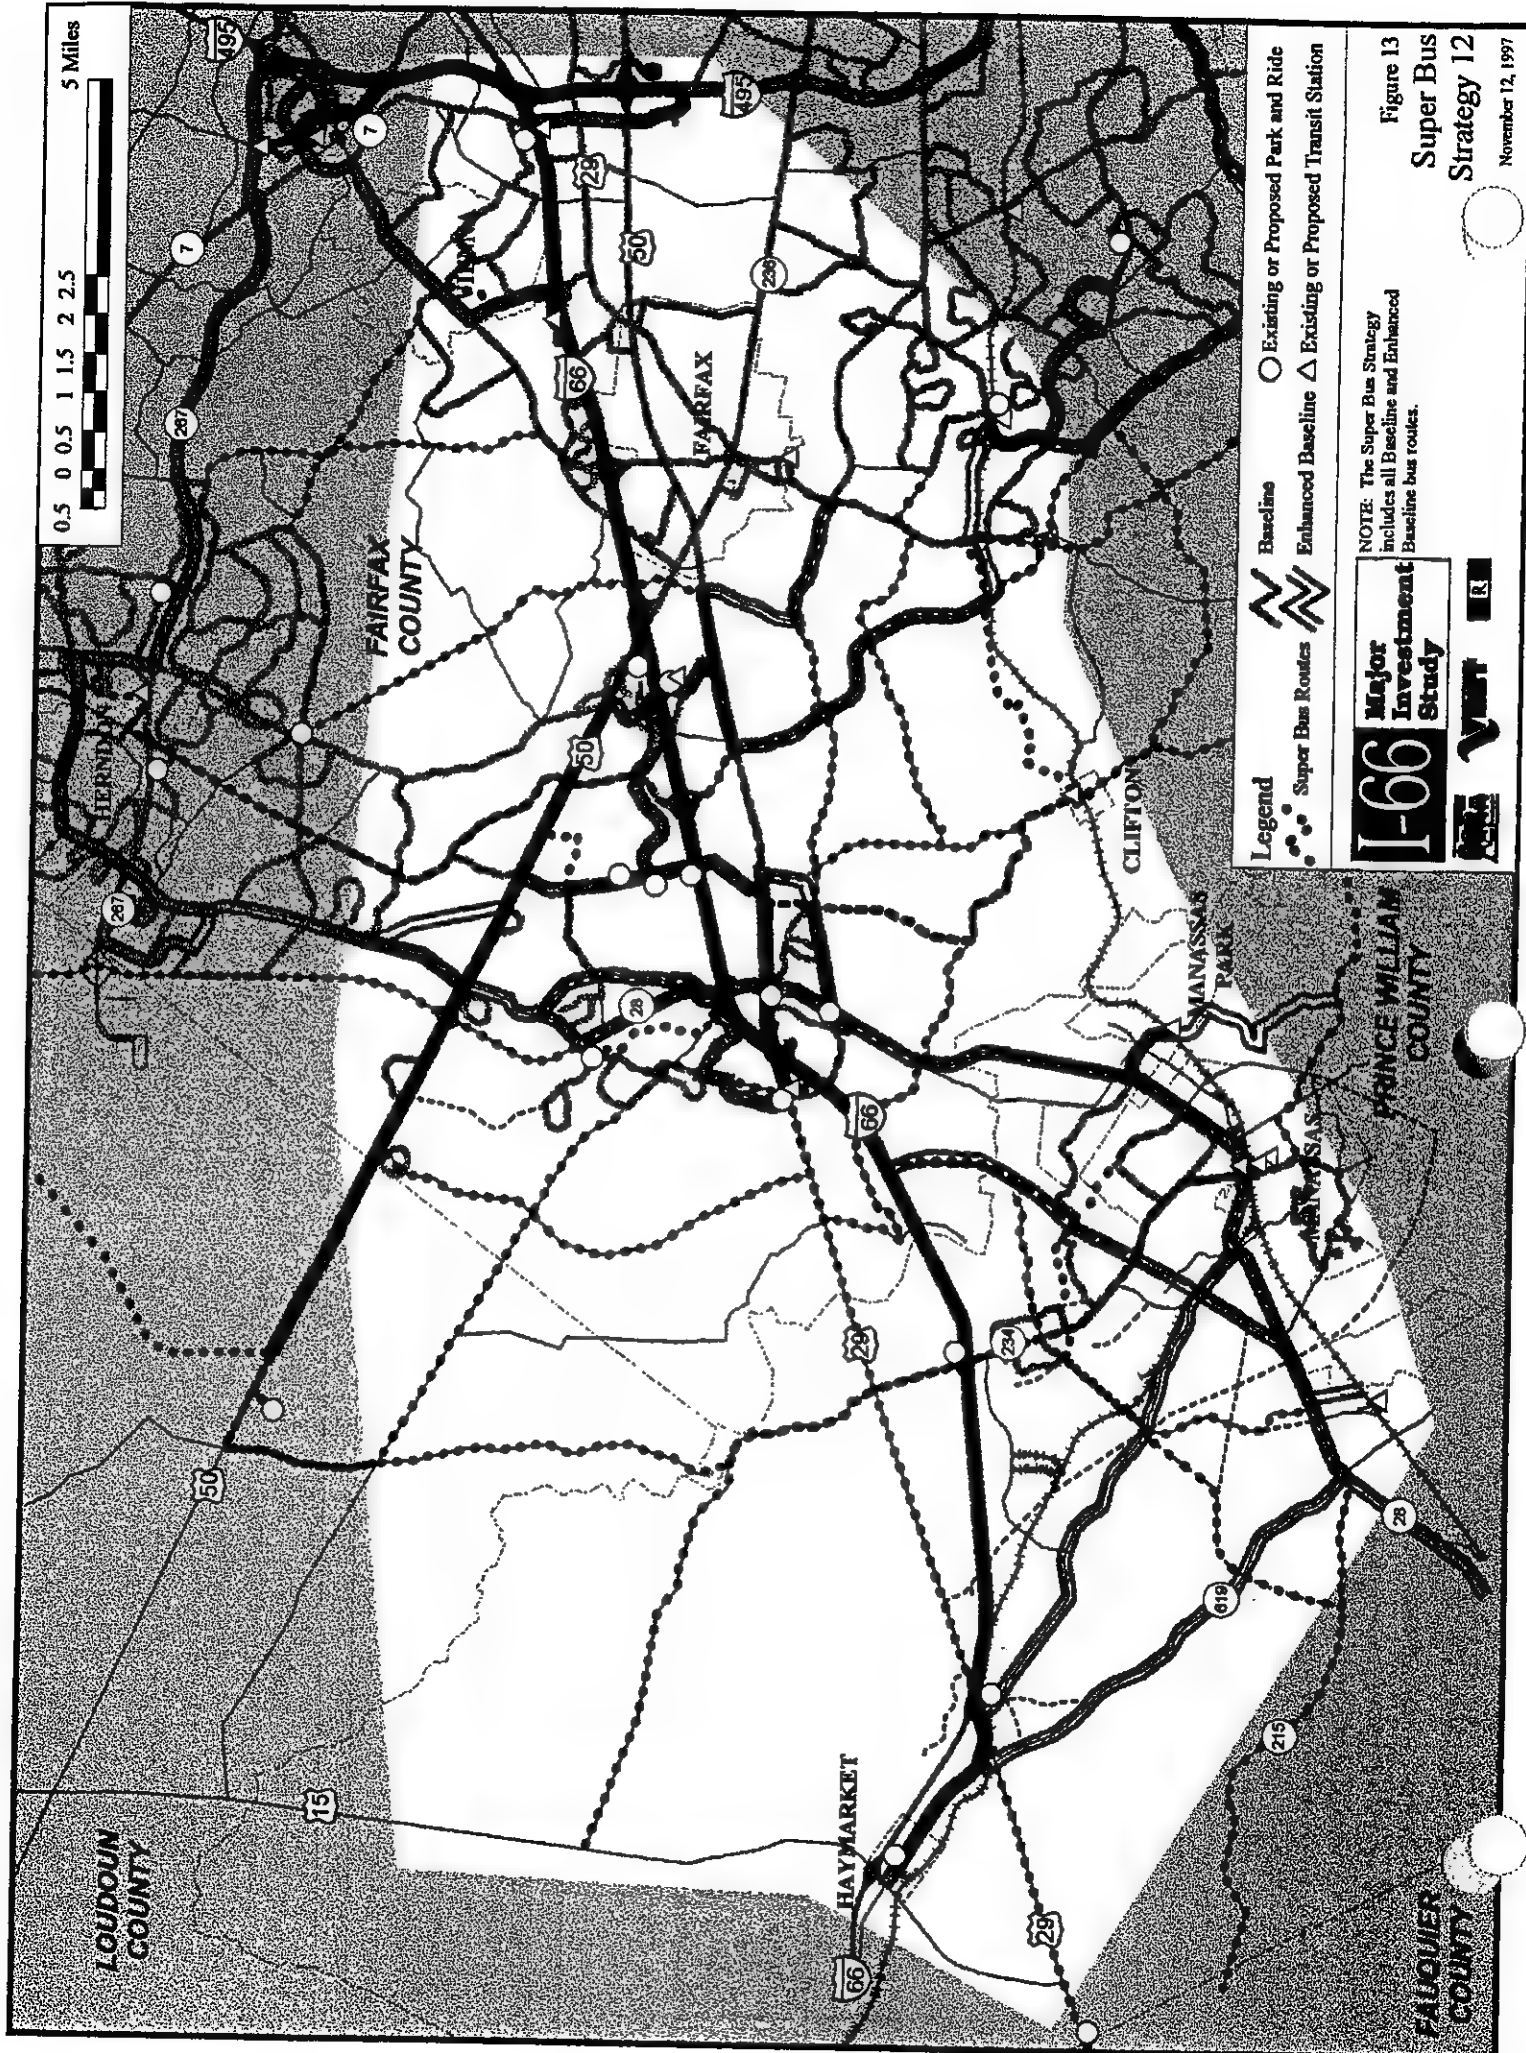 LOUDOUN
COUNTY
15
50
HERNDON
267
267
7
7
495
0.5 0 0.5 1 1.5 2 2.5 5 Miles
FAIRFAX
COUNTY
VIENNA
50
66
29
50
495
FAIRFAX
236
28
66
29
234
HAYMARKET
66
29
CLIFTON
MANASSAS
PARK
MANASSAS
PRINCE WILLIAM
COUNTY
619
28
215
FAUQUIER
COUNTY
Legend
Super Bus Routes
Baseline
Enhanced Baseline
Existing or Proposed Park and Ride
Existing or Proposed Transit Station
I-66
Major
Investment
Study
NOTE: The Super Bus Strategy
includes all Baseline and Enhanced
Baseline bus routes.
Figure 13
Super Bus
Strategy 12
November 12, 1997